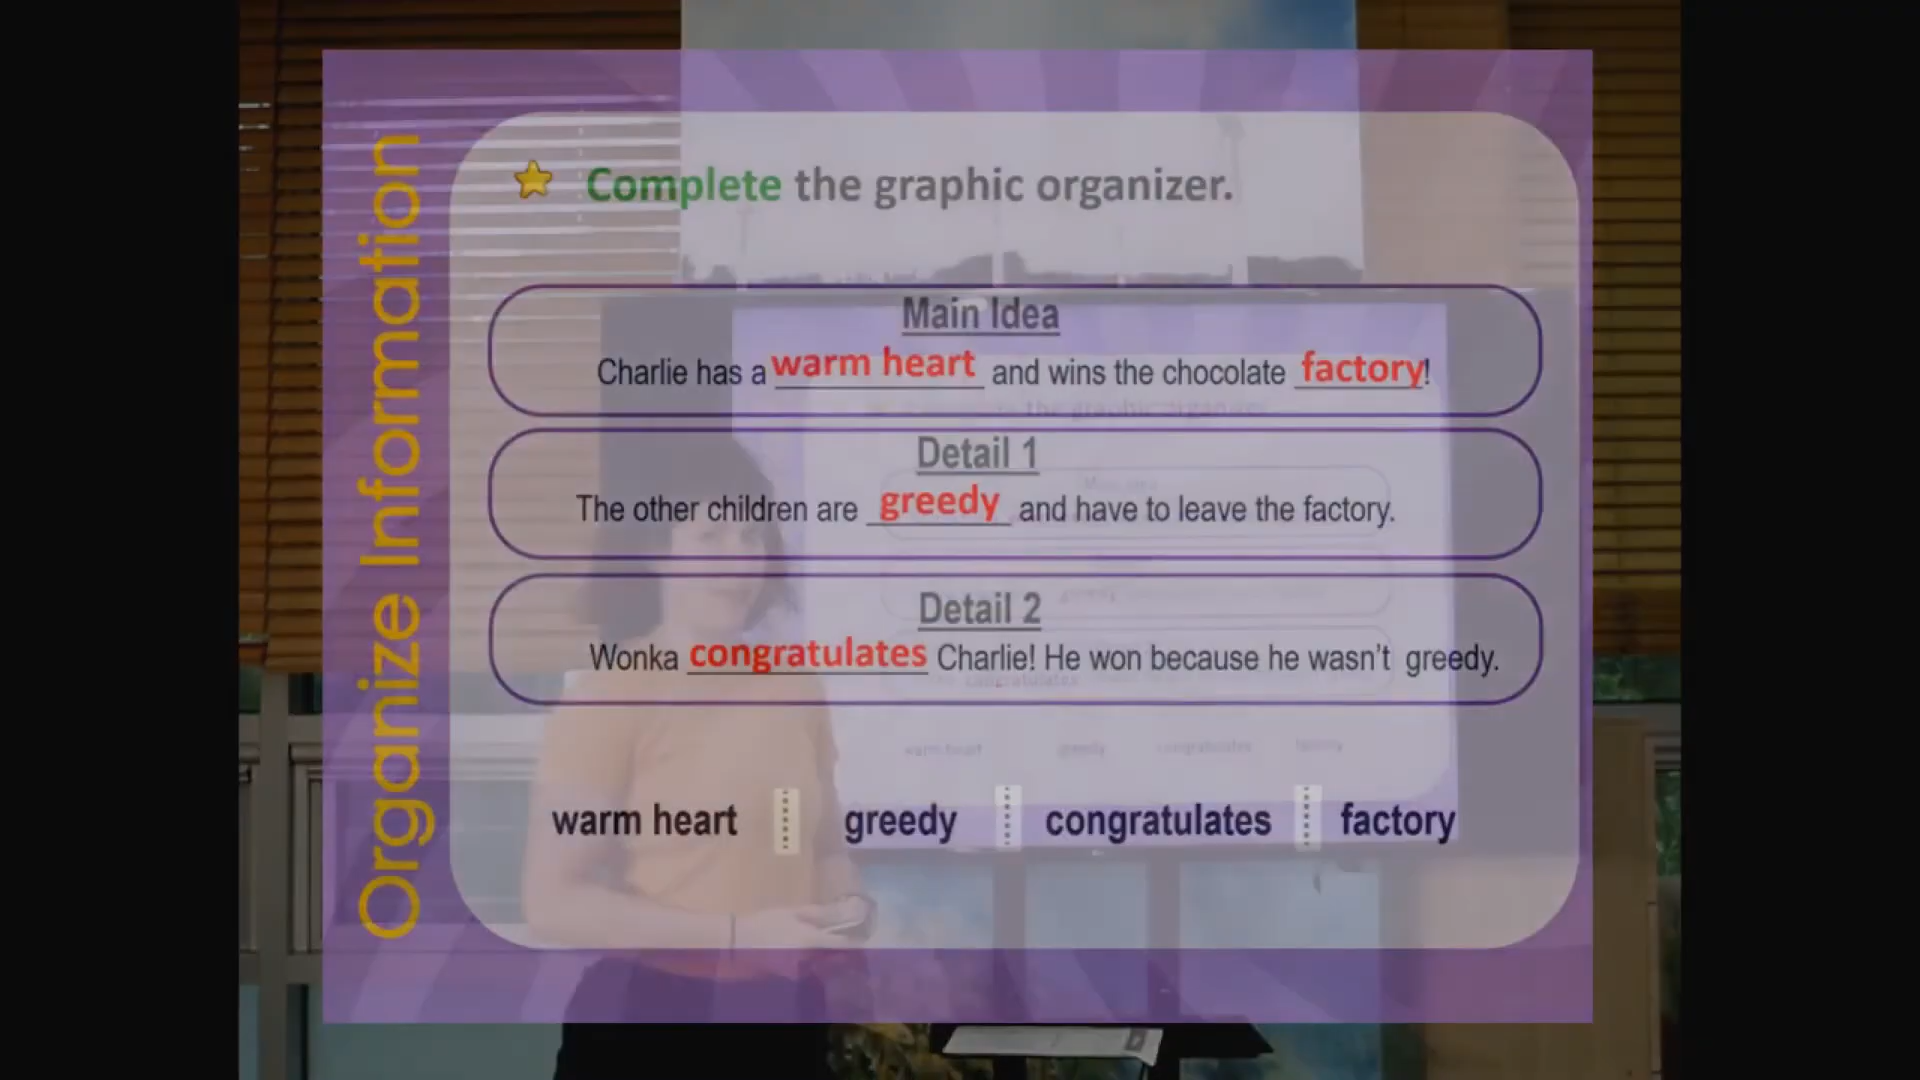 Organize Information
Complete the graphic organizer.
Main Idea
Charlie has a warm heart and wins the chocolate factory!
Detail 1
The other children are greedy and have to leave the factory.
Detail 2
Wonka congratulates Charlie! He won because he wasn't greedy.
warm heart greedy congratulates factory